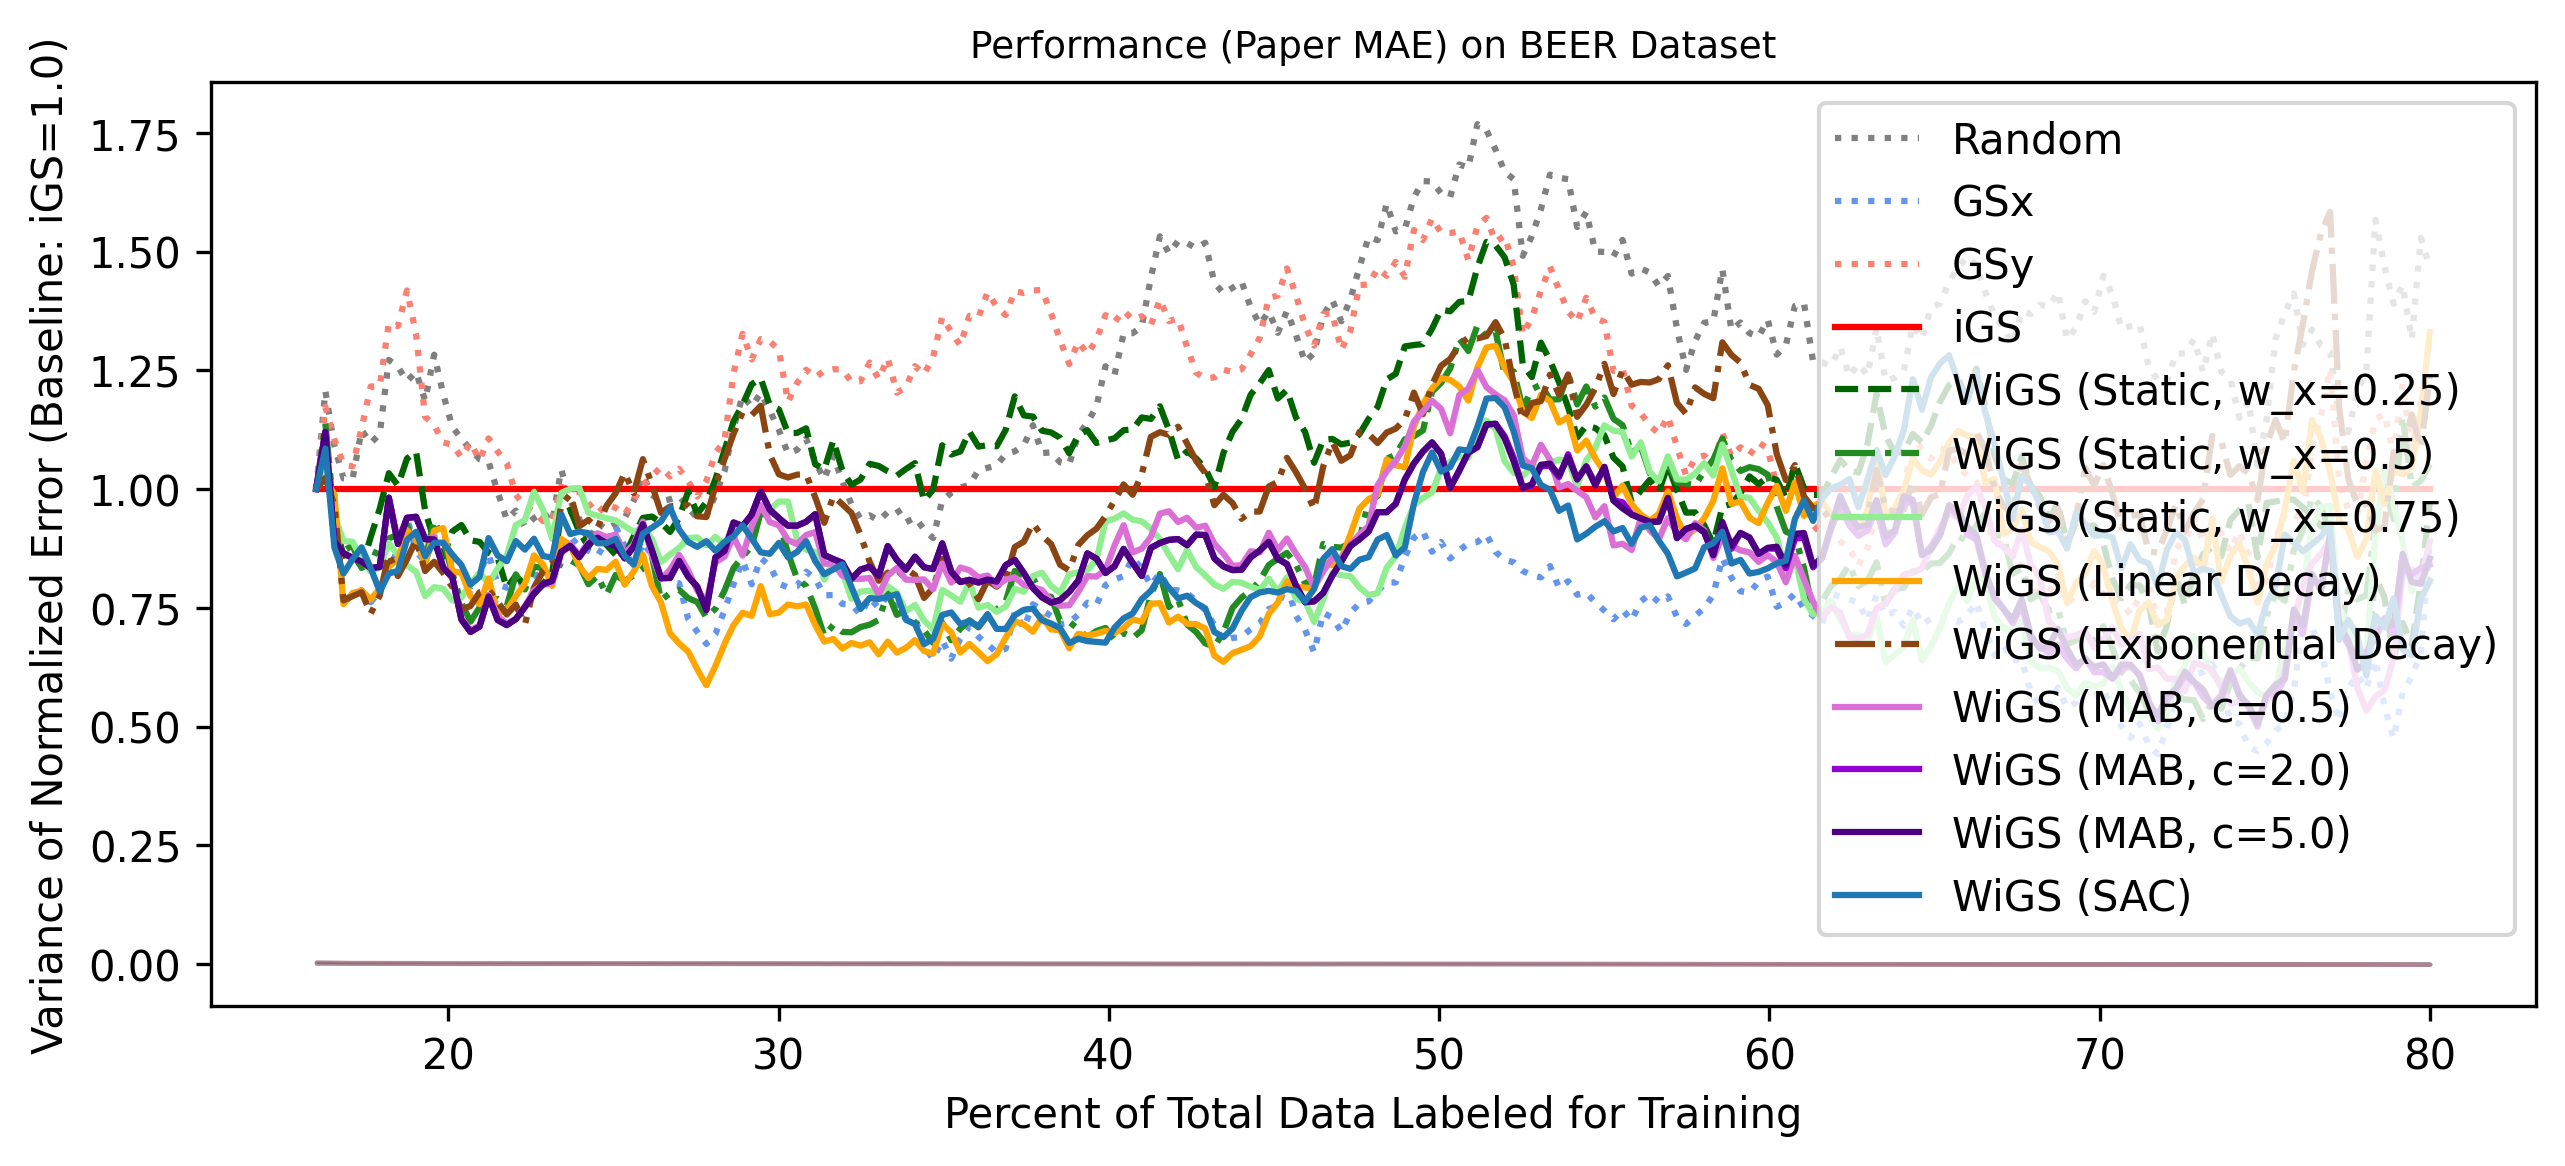 Performance (Paper MAE) on BEER Dataset
Variance of Normalized Error (Baseline: iGS=1.0)
1.75
1.50
1.25
1.00
0.75
0.50
0.25
0.00
Random
GSx
GSy
iGS
WiGS (Static, w_x=0.25)
WiGS (Static, w_x=0.5)
WiGS (Static, w_x=0.75)
WiGS (Linear Decay)
WiGS (Exponential Decay)
WiGS (MAB, c=0.5)
WiGS (MAB, c=2.0)
WiGS (MAB, c=5.0)
WiGS (SAC)
20 30 40 50 60 70 80
Percent of Total Data Labeled for Training